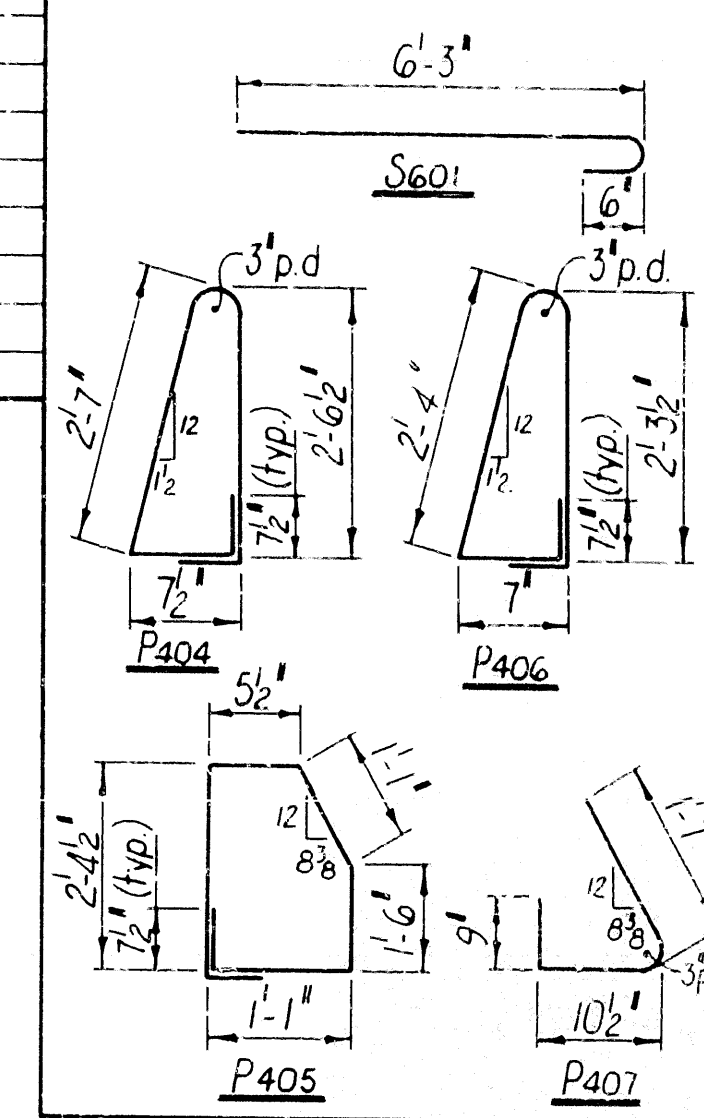 6'-3"
S601
6"
3" p.d
2'-7"
12
1½
7½" (typ.)
2'-6½"
7½"
P404
3" p.d.
2'-4"
12
1½
7½" (typ.)
2'-3½"
7"
P406
5½"
1'-1"
12
8⅜
2'-4½"
7½" (typ.)
1'-6"
1'-1"
P405
12
8⅜
9"
10½"
P407